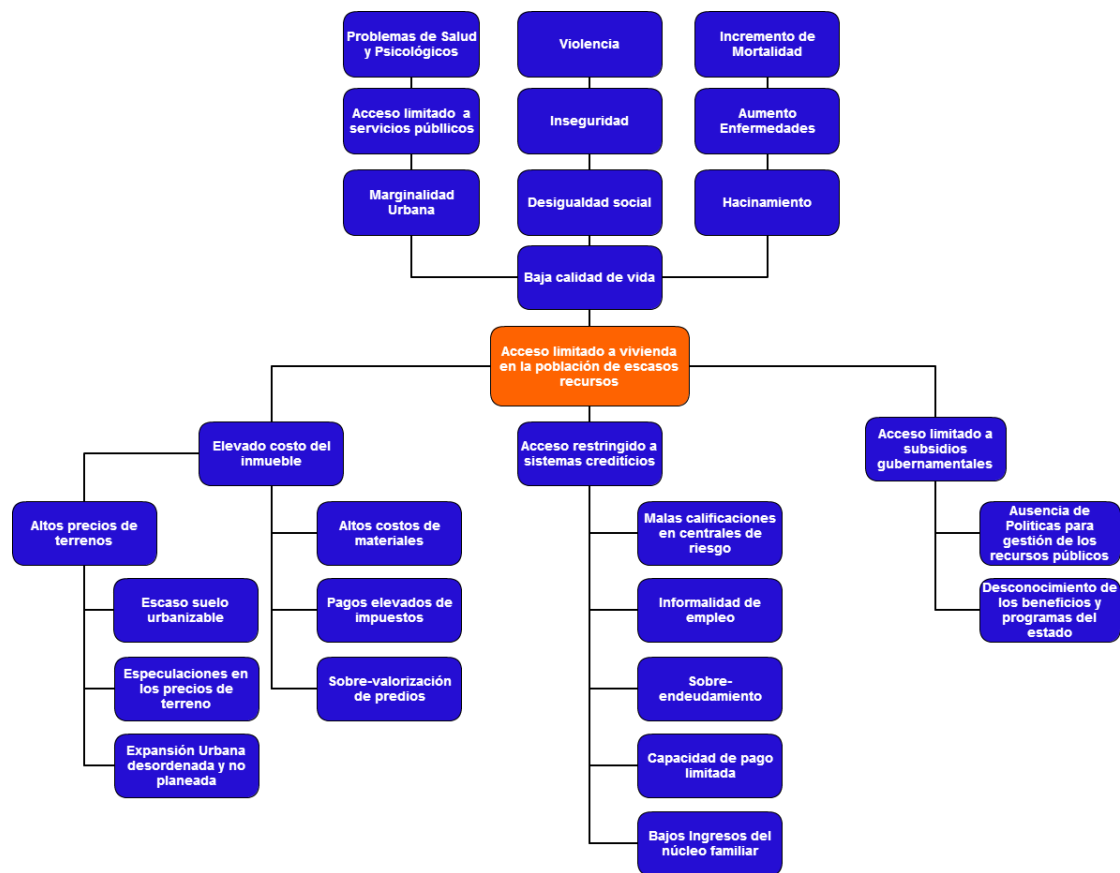 Problemas de Salud
y Psicológicos
Violencia
Incremento de
Mortalidad
Acceso limitado a
servicios públlicos
Inseguridad
Aumento
Enfermedades
Marginalidad
Urbana
Desigualdad social
Hacinamiento
Baja calidad de vida
Acceso limitado a vivienda
en la población de escasos
recursos
Elevado costo del
inmueble
Acceso restringido a
sistemas creditícios
Acceso limitado a
subsidios
gubernamentales
Altos precios de
terrenos
Escaso suelo
urbanizable
Especulaciones en
los precios de
terreno
Expansión Urbana
desordenada y no
planeada
Altos costos de
materiales
Pagos elevados de
impuestos
Sobre-valorización
de predios
Malas calificaciones
en centrales de
riesgo
Informalidad de
empleo
Sobre-
endeudamiento
Capacidad de pago
limitada
Bajos Ingresos del
núcleo familiar
Ausencia de
Políticas para
gestión de los
recursos públicos
Desconocimiento de
los beneficios y
programas del
estado